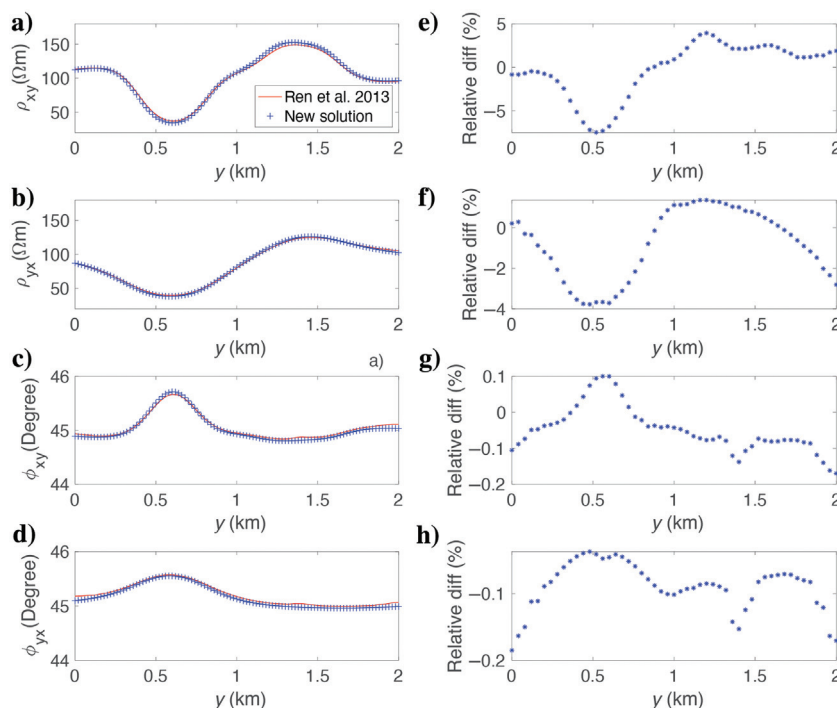 a)
ρxy(Ωm)
150
100
50
0
0.5
1
1.5
2
y (km)
Ren et al. 2013
New solution
e)
Relative diff (%)
5
0
−5
0
0.5
1
1.5
2
y (km)
b)
ρyx(Ωm)
150
100
50
0
0.5
1
1.5
2
y (km)
f)
Relative diff (%)
0
−2
−4
0
0.5
1
1.5
2
y (km)
c)
a)
ϕxy(Degree)
46
45
44
0
0.5
1
1.5
2
y (km)
g)
Relative diff (%)
0.1
0
−0.1
−0.2
0
0.5
1
1.5
2
y (km)
d)
ϕyx(Degree)
46
45
44
0
0.5
1
1.5
2
y (km)
h)
Relative diff (%)
−0.1
−0.2
0
0.5
1
1.5
2
y (km)